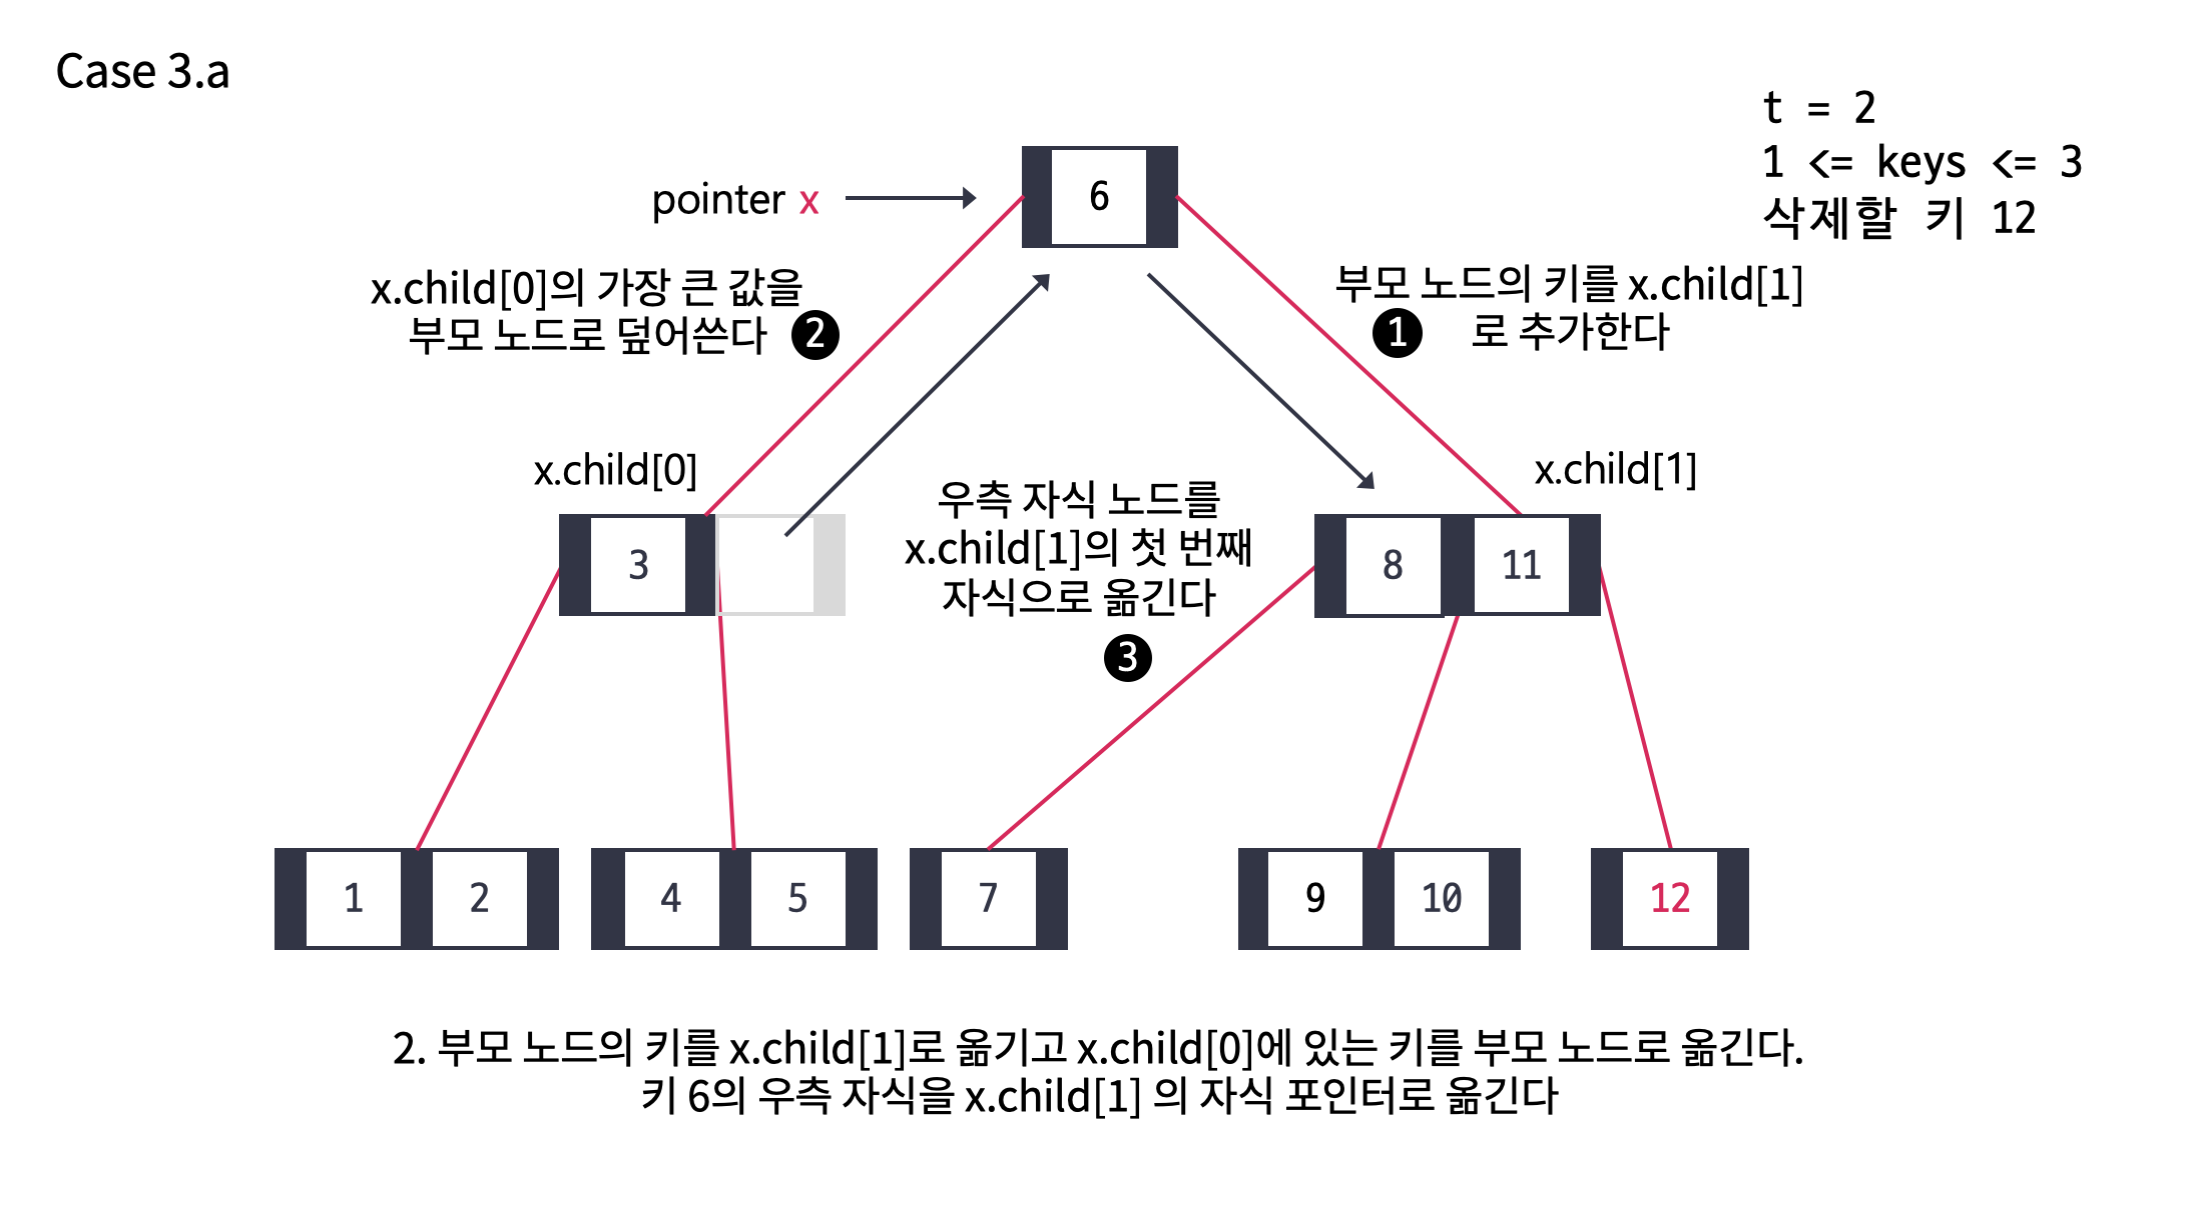 Case 3.a
t = 2
1 <= keys <= 3
삭제할 키 12
pointer x
6
x.child[0]의 가장 큰 값을
부모 노드로 덮어쓴다 2
부모 노드의 키를 x.child[1]
1 로 추가한다
x.child[0]
x.child[1]
우측 자식 노드를
x.child[1]의 첫 번째
자식으로 옮긴다
3
3
8 11
1 2
4 5
7
9 10
12
2. 부모 노드의 키를 x.child[1]로 옮기고 x.child[0]에 있는 키를 부모 노드로 옮긴다.
키 6의 우측 자식을 x.child[1] 의 자식 포인터로 옮긴다